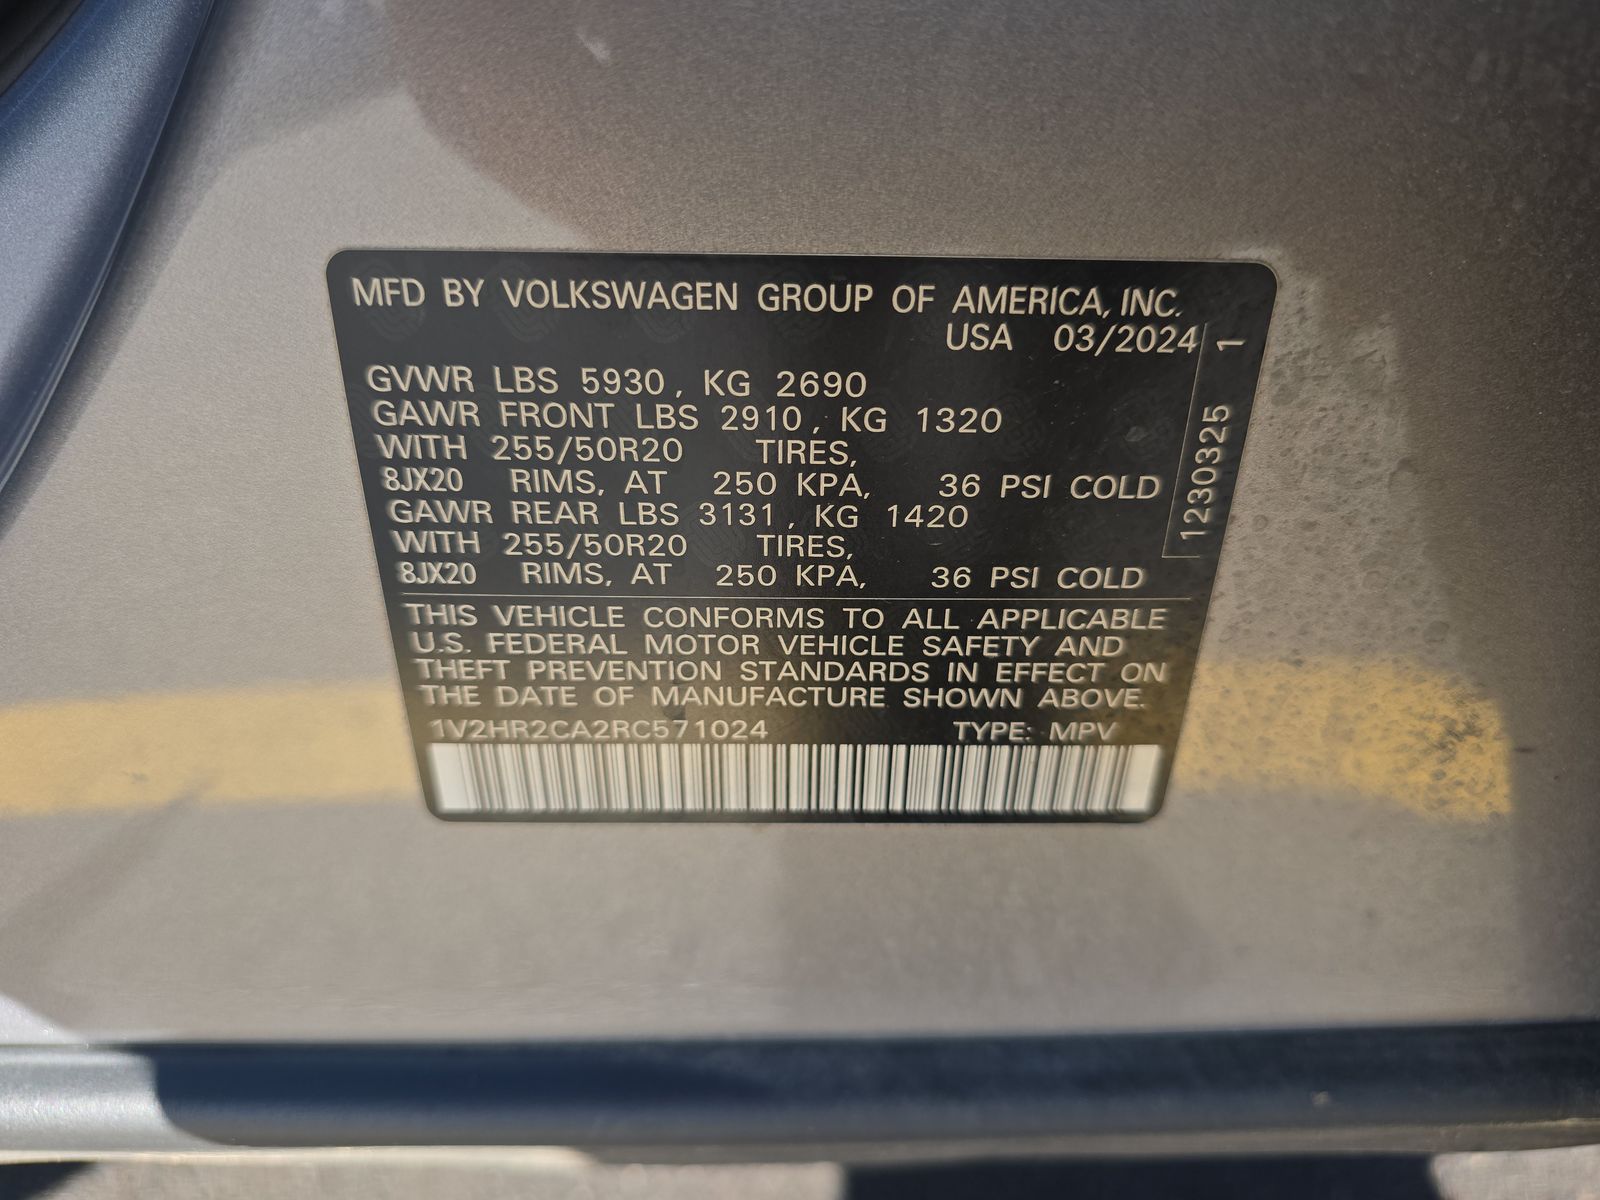 MFD BY VOLKSWAGEN GROUP OF AMERICA, INC.
USA 03/2024
GVWR LBS 5930, KG 2690
GAWR FRONT LBS 2910, KG 1320
WITH 255/50R20 TIRES,
8JX20 RIMS, AT 250 KPA, 36 PSI COLD
GAWR REAR LBS 3131, KG 1420
WITH 255/50R20 TIRES,
8JX20 RIMS, AT 250 KPA, 36 PSI COLD
1230325 1
THIS VEHICLE CONFORMS TO ALL APPLICABLE
U.S. FEDERAL MOTOR VEHICLE SAFETY AND
THEFT PREVENTION STANDARDS IN EFFECT ON
THE DATE OF MANUFACTURE SHOWN ABOVE.
1V2HR2CA2RC571024 TYPE: MPV